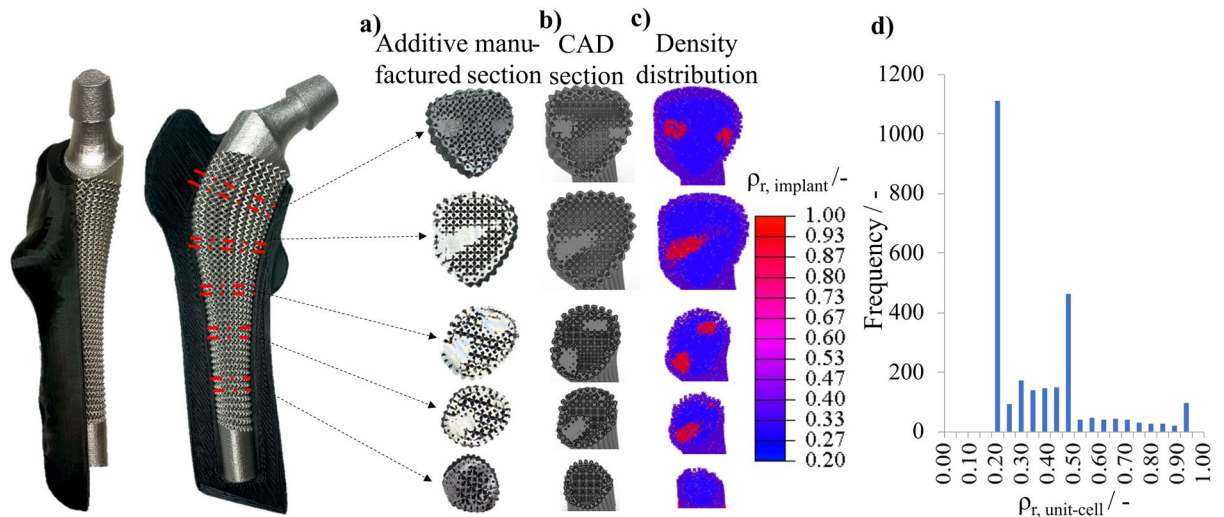 a)
Additive manu-
factured section
b)
CAD
section
c)
Density
distribution
ρr, implant/-
1.00
0.93
0.87
0.80
0.73
0.67
0.60
0.53
0.47
0.40
0.33
0.27
0.20
d)
Frequency / -
1200
1000
800
600
400
200
0
0.00
0.10
0.20
0.30
0.40
0.50
0.60
0.70
0.80
0.90
1.00
ρr, unit-cell/ -